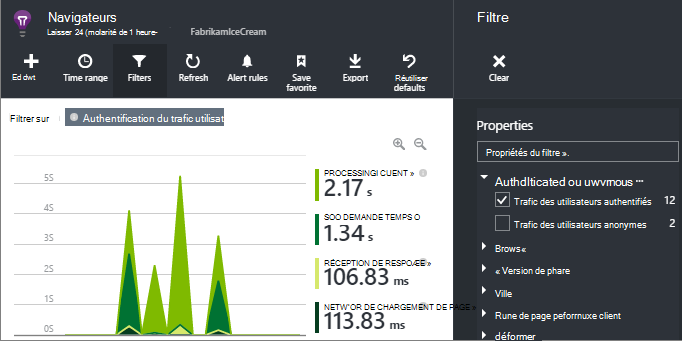 Navigateurs
Laisser 24 (molarité de 1 heure-
FabrikamIceCream
Ed dwt
Time range
Filters
Refresh
Alert rules
Save favorite
Export
Réutiliser defaults
Filtrer sur
Authentification du trafic utilisat
5S
4S
3S
2S
1S
0S
PROCESSINGI CUENT »
2.17 s
SOO DEMANDE TEMPS O
1.34 s
RÉCEPTION DE RESPO
106.83 ms
NETW'OR DE CHARGEMENT DE PAGE »
113.83 ms
Filtre
Clear
Properties
Propriétés du filtre ».
Authdlticated ou uwvrnous ···
Trafic des utilisateurs authentifiés 12
Trafic des utilisateurs anonymes 2
Brows«
« Version de phare
Ville
Rune de page peforrnuxe client
déformer